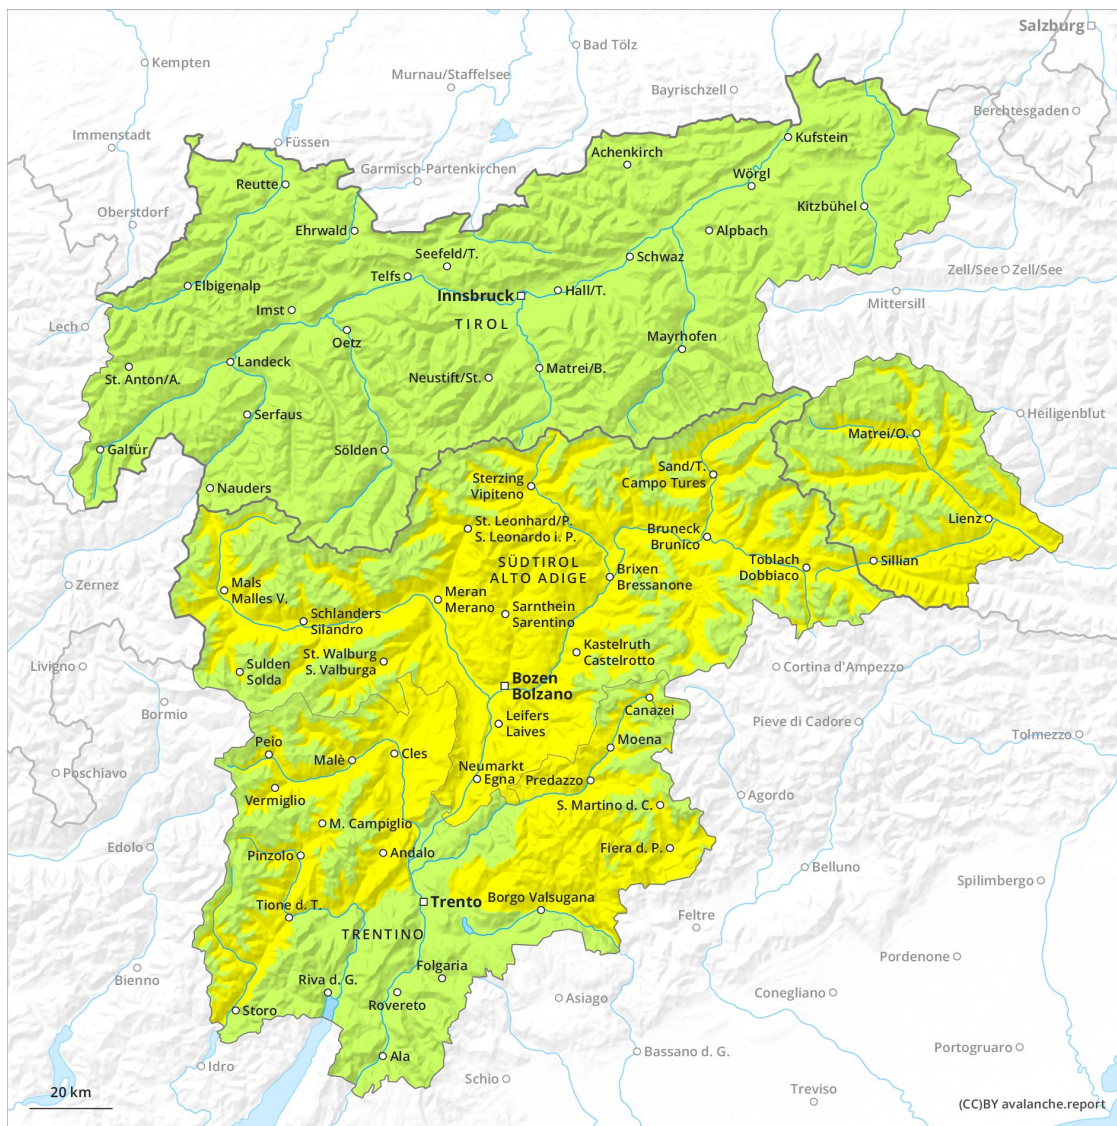 Salzburg
Bad Tölz
Kempten
Murnau/Staffelsee
Bayrischzell
Berchtesgaden
Immenstadt
Füssen
Kufstein
Achenkirch
Garmisch-Partenkirchen
Wörgl
Reutte
Kitzbühel
Oberstdorf
Ehrwald
Alpbach
Seefeld/T.
Schwaz
Telfs
Zell/See
Zell/See
Elbigenalp
Innsbruck
Hall/T.
Mittersill
Imst
TIROL
Lech
Oetz
Mayrhofen
Landeck
Matrei/B.
St. Anton/A.
Neustift/St.
Serfaus
Heiligenblut
Matrei/O.
Galtür
Sölden
Sand/T.
Campo Tures
Sterzing
Vipiteno
Nauders
Lienz
St. Leonhard/P.
S. Leonardo i. P.
Bruneck
Brunico
SÜDTIROL
ALTO ADIGE
Toblach
Dobbiaco
Sillian
Brixen
Bressanone
Zernez
Mals
Malles V.
Meran
Merano
Sarnthein
Sarentino
Schlanders
Silandro
Kastelruth
Castelrotto
St. Walburg
S. Valburga
Livigno
Sulden
Solda
Cortina d'Ampezzo
Bozen
Bolzano
Bormio
Canazei
Leifers
Laives
Pieve di Cadore
Tolmezzo
Peio
Moena
Cles
Malè
Poschiavo
Neumarkt
Egna
Predazzo
Vermiglio
Agordo
S. Martino d. C.
M. Campiglio
Edolo
Fiera d. P.
Pinzolo
Andalo
Belluno
Spilimbergo
Borgo Valsugana
Trento
Tione d. T.
Feltre
TRENTINO
Pordenone
Folgaria
Bienno
Riva d. G.
Rovereto
Conegliano
Asiago
Storo
Portogruaro
Bassano d. G.
Ala
Idro
Schio
Treviso
20 km
(CC)BY avalanche.report